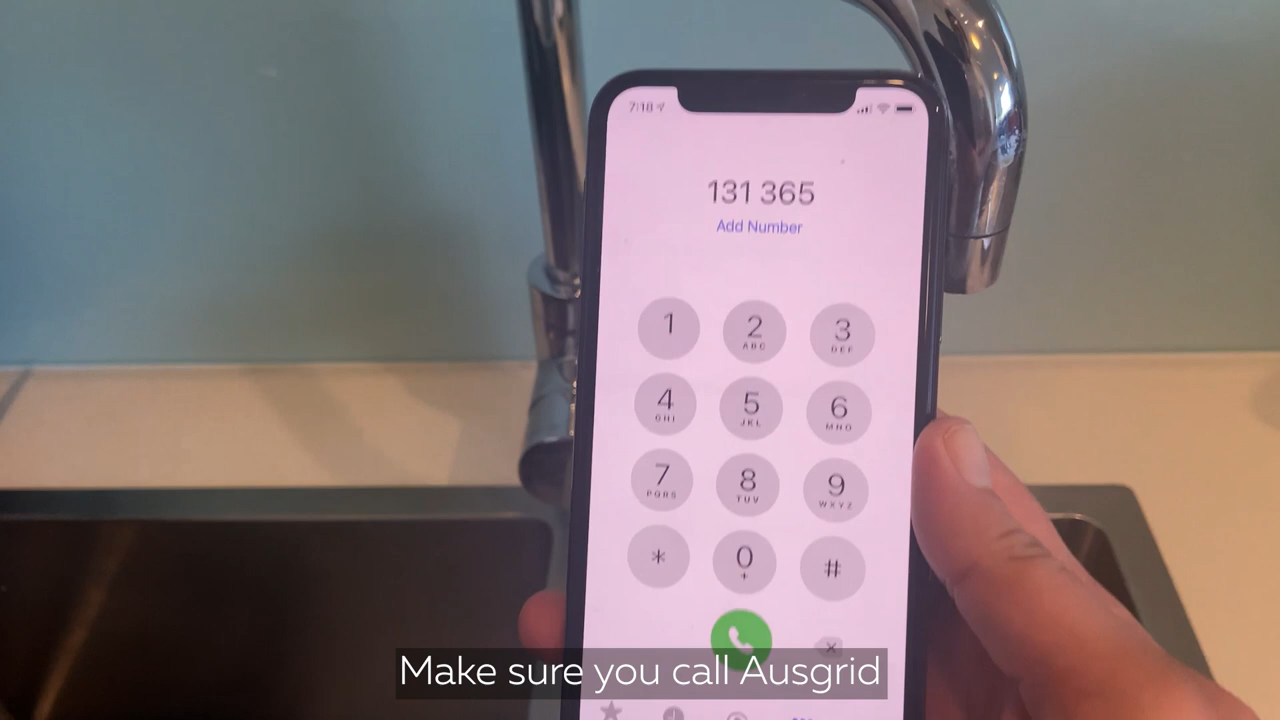 7:18
131 365
Add Number
1
2
ABC
3
DEF
4
GHI
5
JKL
6
MNO
7
PQRS
8
TUV
9
WXYZ
*
0
+
#
Make sure you call Ausgrid